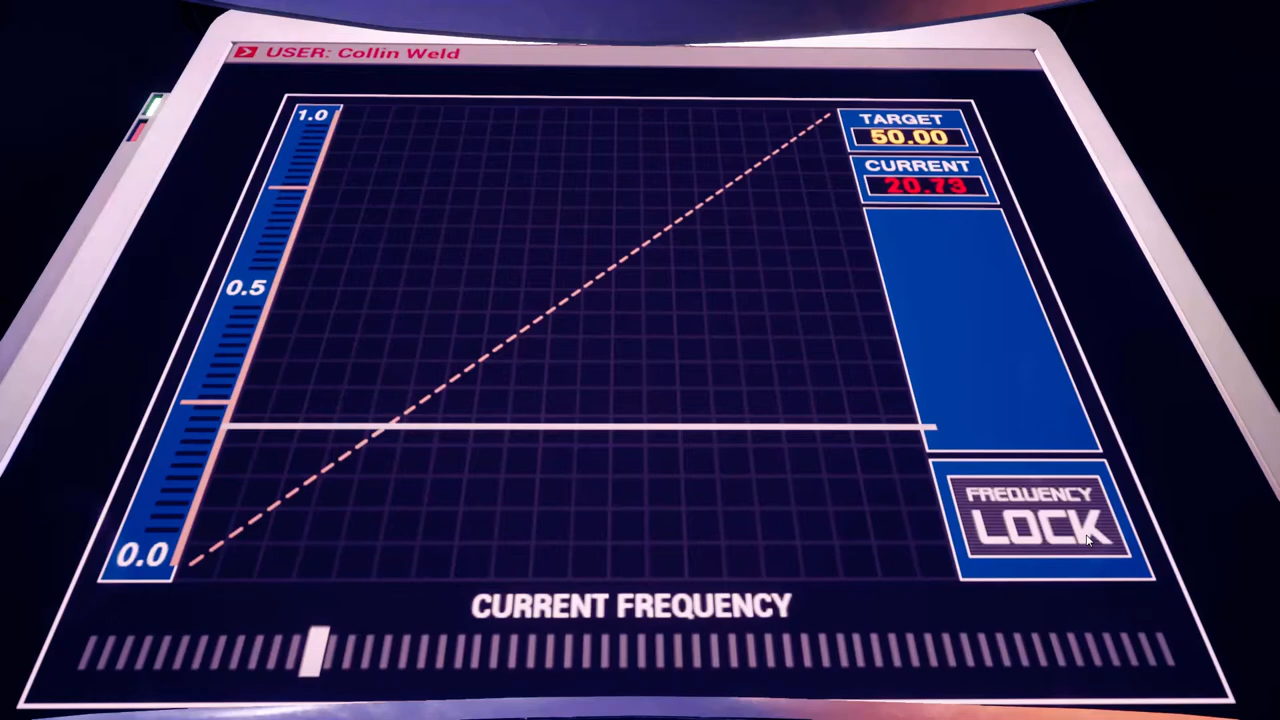 USER: Collin Weld
1.0
0.5
0.0
TARGET
50.00
CURRENT
20.73
FREQUENCY
LOCK
CURRENT FREQUENCY